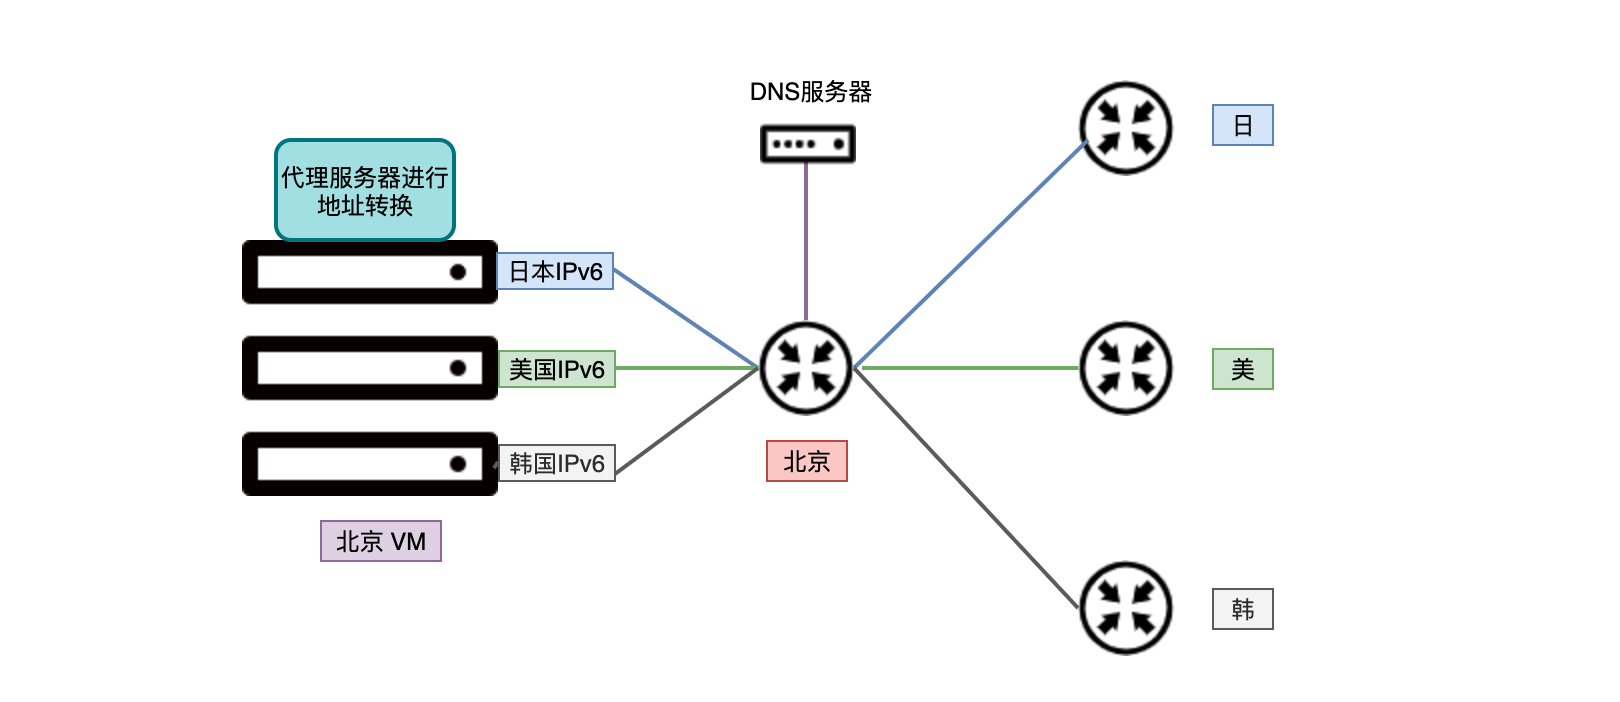 DNS服务器
日
代理服务器进行
地址转换
日本IPv6
美国IPv6
美
北京
韩国IPv6
北京 VM
韩